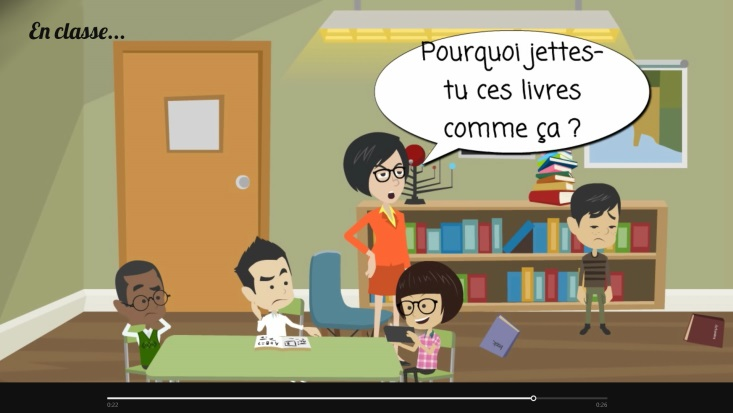 En classe...
Pourquoi jettes-
tu ces livres
comme ça ?
0:22
0:26